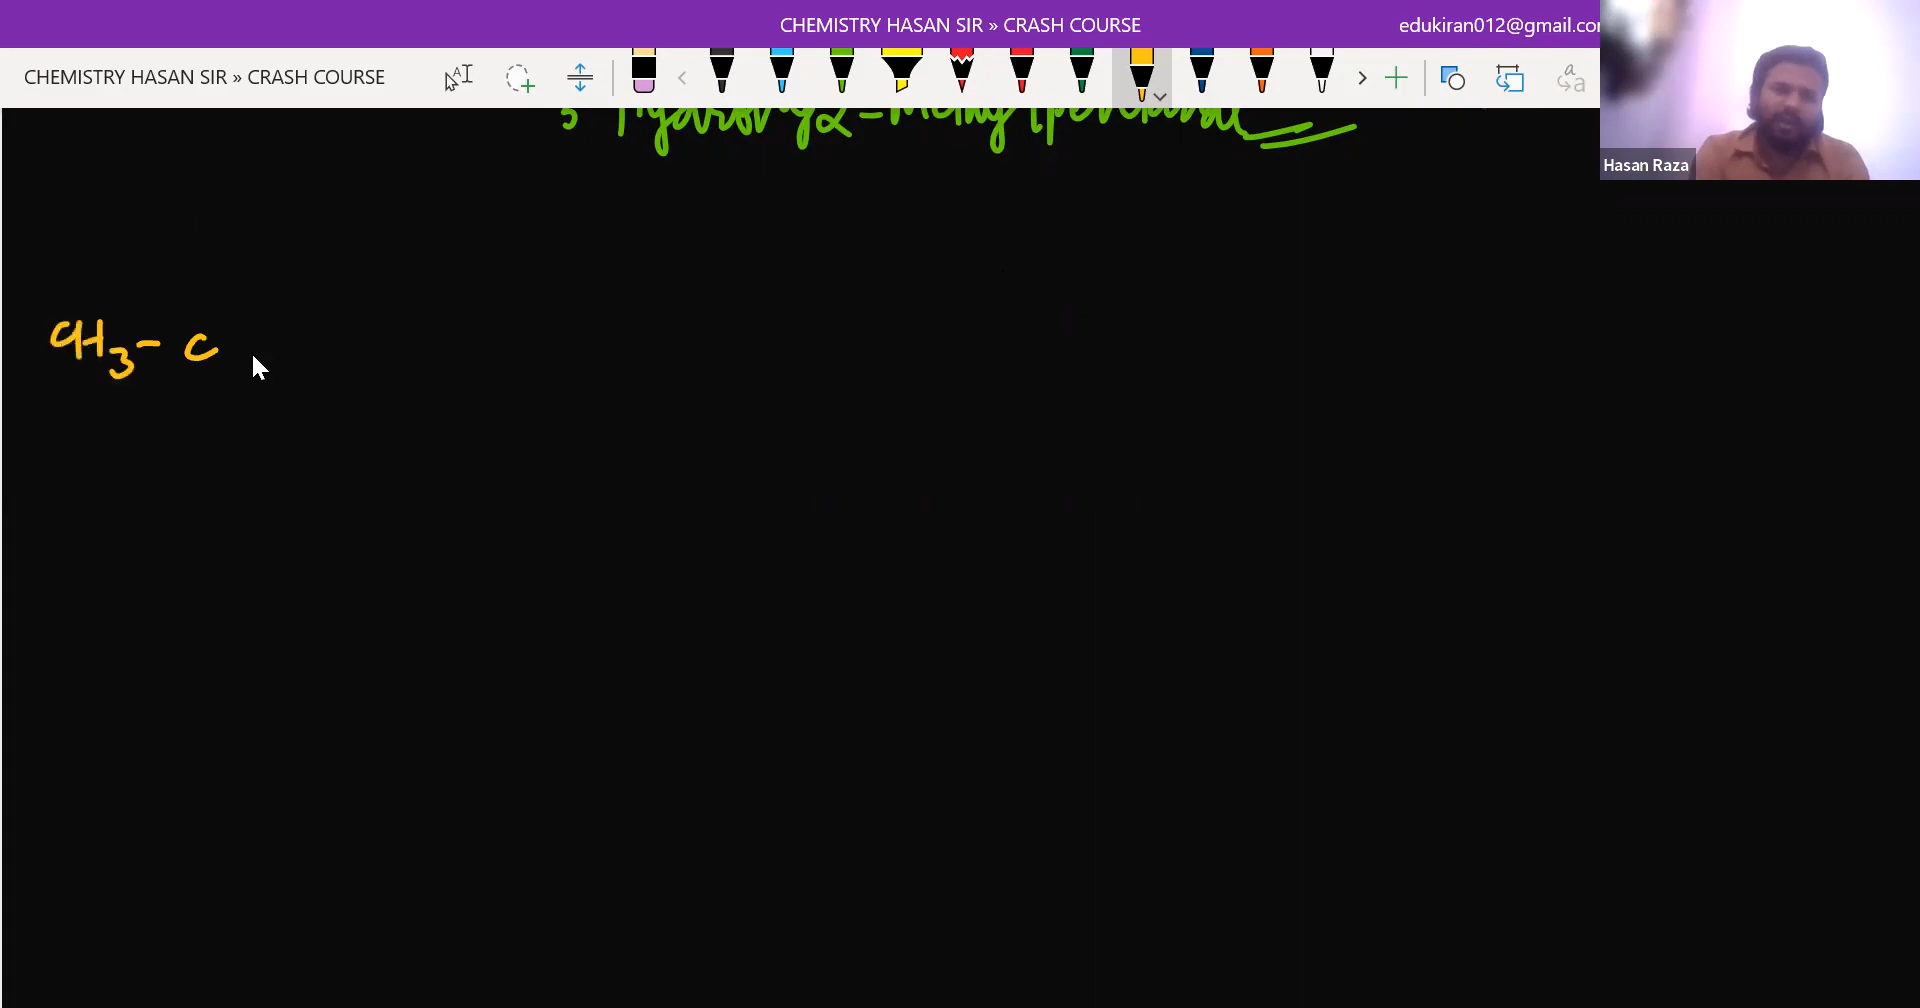 CHEMISTRY HASAN SIR » CRASH COURSE
edukiran012@gmail.co
CHEMISTRY HASAN SIR » CRASH COURSE
Hasan Raza
CH3 - C